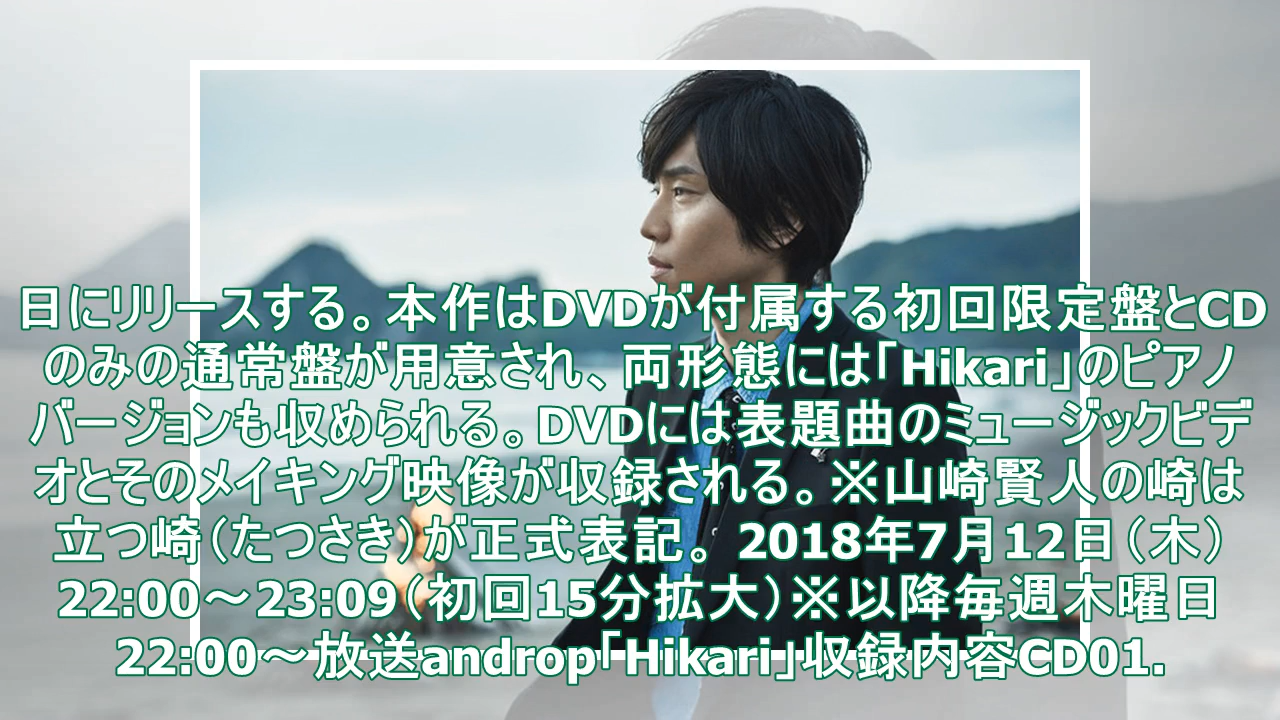 日にリリースする。本作はDVDが付属する初回限定盤とCD
のみの通常盤が用意され、両形態には「Hikari」のピアノ
バージョンも収められる。DVDには表題曲のミュージックビデ
オとそのメイキング映像が収録される。※山崎賢人の崎は
立つ崎（たつさき）が正式表記。 2018年7月12日（木）
22:00～23:09（初回15分拡大）※以降毎週木曜日
22:00～放送androp「Hikari」収録内容CD01.